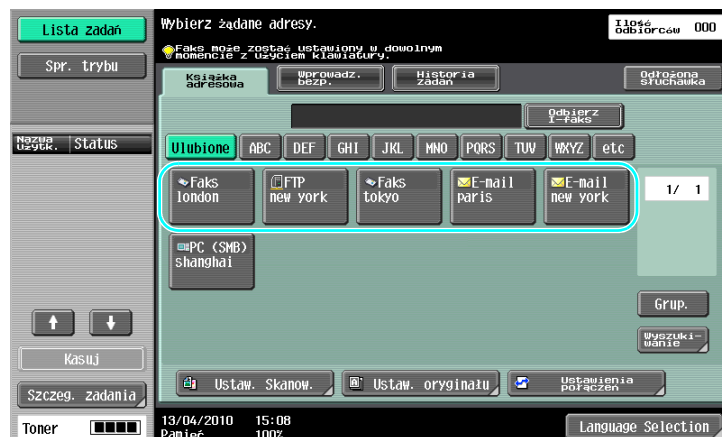 Lista zadań
Spr. trybu
Nazwa użytk.
Status
Kasuj
Szczeg. zadania
Toner
Wybierz żądane adresy.
Ilość odbiorców 000
Faks może zostać ustawiony w dowolnym
momencie z użyciem klawiatury.
Książka adresowa
Wprowadz. bezp.
Historia zadań
Odłożona słuchawka
Odbierz I-Faks
Ulubione ABC DEF GHI JKL MNO PQRS TUV WXYZ etc
Faks
london
FTP
new york
Faks
tokyo
E-mail
paris
E-mail
new york
1/ 1
PC (SMB)
shanghai
Grup.
Wyszuki-
wanie
Ustaw. Skanow.
Ustaw. oryginału
Ustawienia połączeń
13/04/2010 15:08
Pamięć 100%
Language Selection